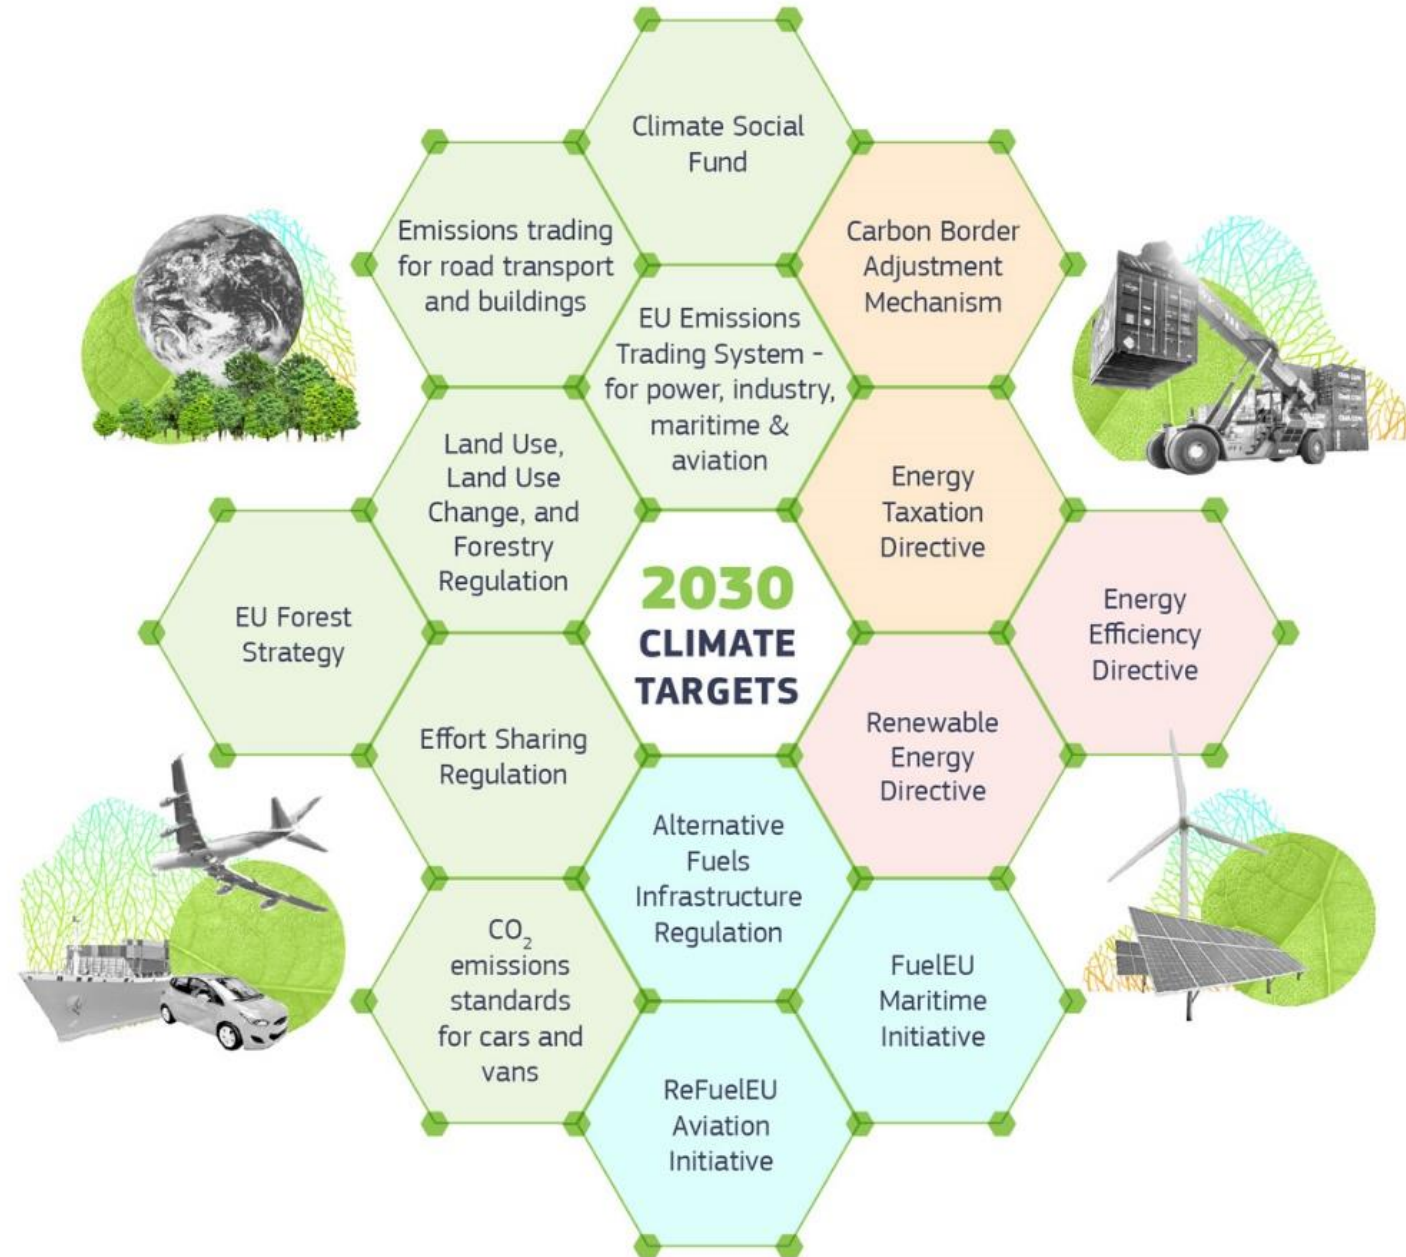 Climate Social
Fund
Emissions trading
for road transport
and buildings
Carbon Border
Adjustment
Mechanism
EU Emissions
Trading System -
for power, industry,
maritime &
aviation
Land Use,
Land Use
Change, and
Forestry
Regulation
Energy
Taxation
Directive
EU Forest
Strategy
2030
CLIMATE
TARGETS
Energy
Efficiency
Directive
Effort Sharing
Regulation
Renewable
Energy
Directive
Alternative
Fuels
Infrastructure
Regulation
CO₂
emissions
standards
for cars and
vans
FuelEU
Maritime
Initiative
ReFuelEU
Aviation
Initiative